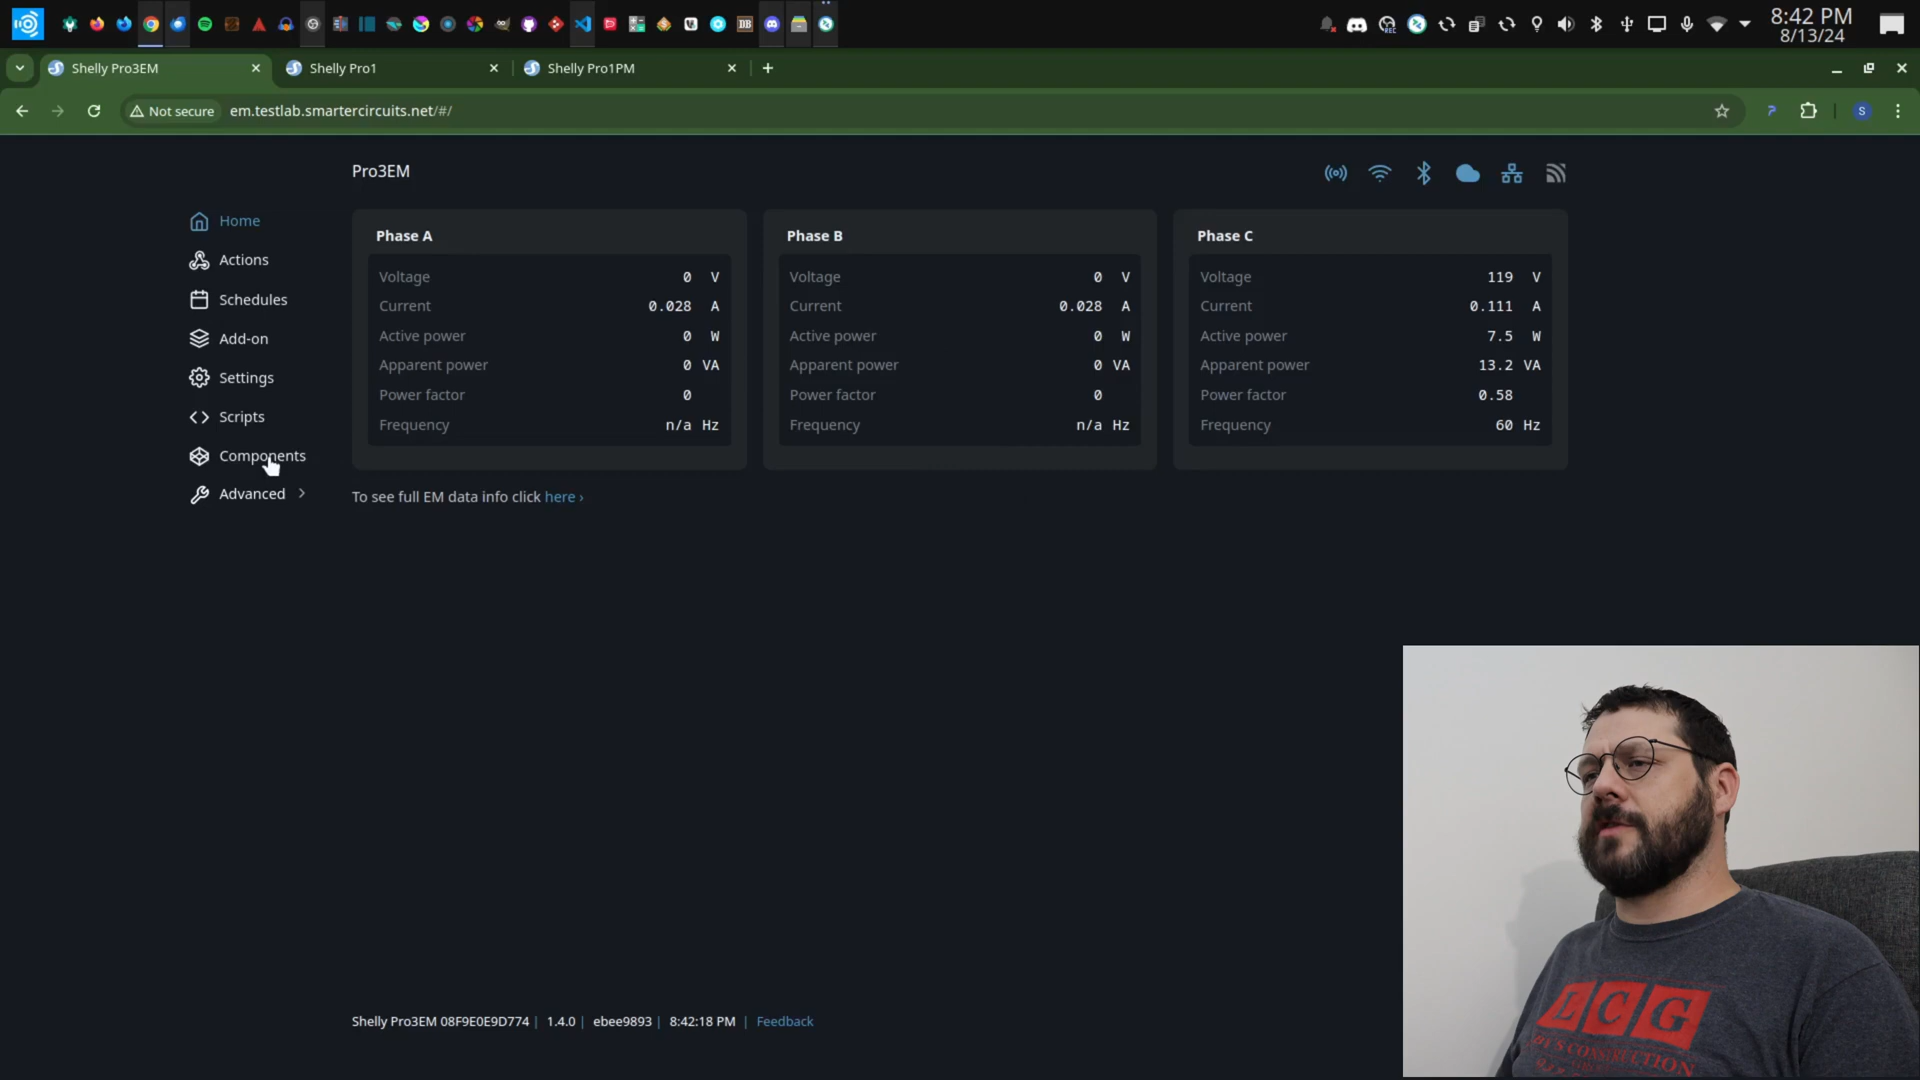 8:42 PM
8/13/24
Shelly Pro3EM
Shelly Pro1
Shelly Pro1PM
Not secure
em.testlab.smartercircuits.net/#/
S
Pro3EM
Home
Actions
Schedules
Add-on
Settings
Scripts
Components
Advanced
Phase A
Voltage 0 V
Current 0.028 A
Active power 0 W
Apparent power 0 VA
Power factor 0
Frequency n/a Hz
Phase B
Voltage 0 V
Current 0.028 A
Active power 0 W
Apparent power 0 VA
Power factor 0
Frequency n/a Hz
Phase C
Voltage 119 V
Current 0.111 A
Active power 7.5 W
Apparent power 13.2 VA
Power factor 0.58
Frequency 60 Hz
To see full EM data info click here ›
Shelly Pro3EM 08F9E0E9D774 | 1.4.0 | ebee9893 | 8:42:18 PM | Feedback
LCG